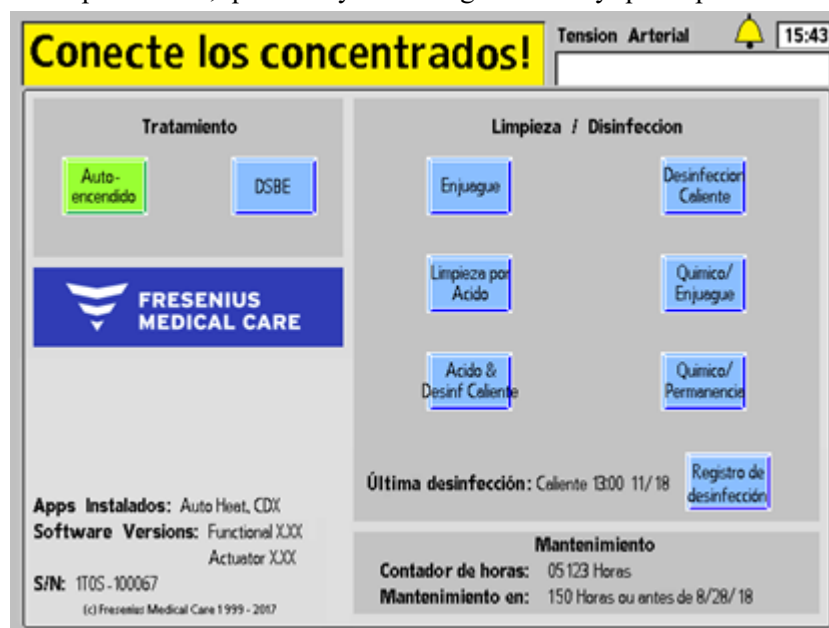 Conecte los concentrados!
Tension Arterial
15:43
Tratamiento
Auto-
encendido
DSBE
FRESENIUS
MEDICAL CARE
Apps Instalados: Auto Heat, CDX
Software Versions: Functional X.XX
Actuator X.XX
S/N: 1T0S-100067
(c) Fresenius Medical Care 1999 - 2017
Limpieza / Disinfeccion
Enjuague
Desinfeccion
Caliente
Limpieza por
Acido
Quimico/
Enjuague
Acido &
Desinf Caliente
Quimico/
Permanencia
Última desinfección: Caliente 13:00 11/18
Registro de
desinfección
Mantenimiento
Contador de horas: 05123 Horas
Mantenimiento en: 150 Horas ou antes de 8/28/18